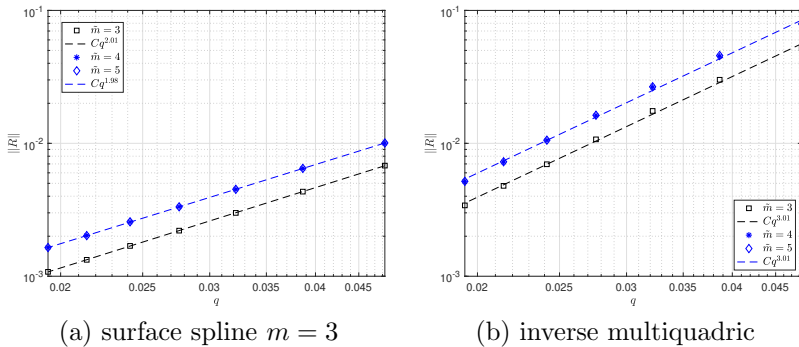 10^{-1}
10^{-2}
10^{-3}
||R||
m̃ = 3
Cq^{2.01}
m̃ = 4
m̃ = 5
Cq^{1.98}
0.02 0.025 0.03 0.035 0.04 0.045
q
(a) surface spline m = 3
10^{-1}
10^{-2}
10^{-3}
||R||
m̃ = 3
Cq^{3.01}
m̃ = 4
m̃ = 5
Cq^{3.01}
0.02 0.025 0.03 0.035 0.04 0.045
q
(b) inverse multiquadric